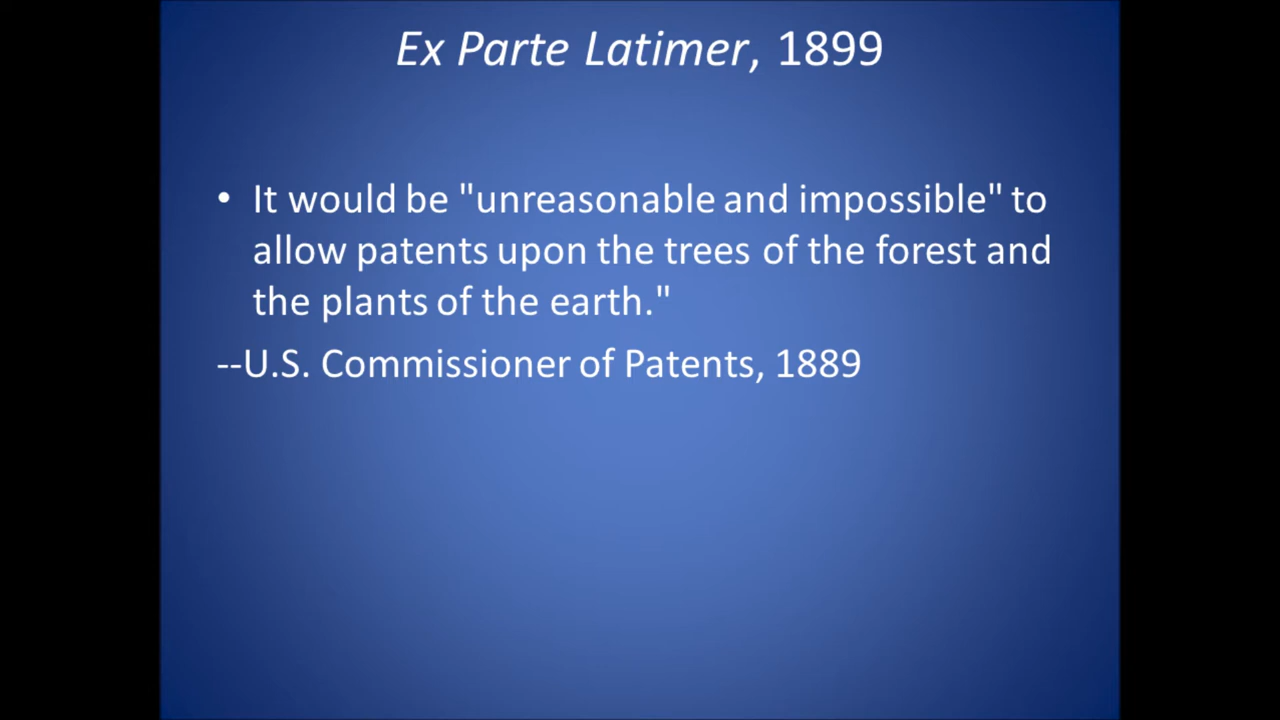 Ex Parte Latimer, 1899
• It would be "unreasonable and impossible" to
allow patents upon the trees of the forest and
the plants of the earth."
--U.S. Commissioner of Patents, 1889